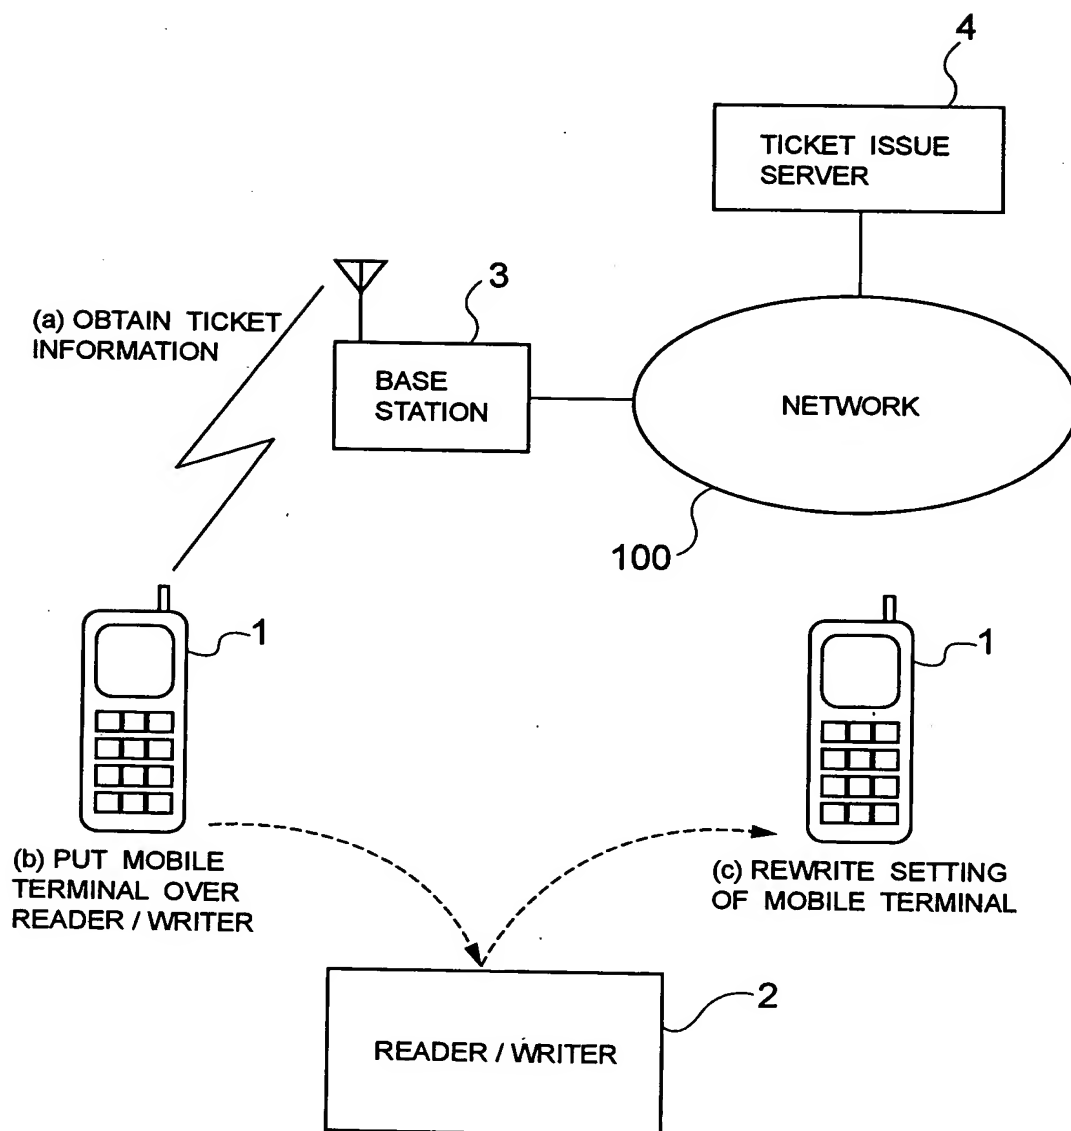 4
TICKET ISSUE
SERVER
3
(a) OBTAIN TICKET
INFORMATION
BASE
STATION
NETWORK
100
1
1
(b) PUT MOBILE
TERMINAL OVER
READER / WRITER
(c) REWRITE SETTING
OF MOBILE TERMINAL
2
READER / WRITER